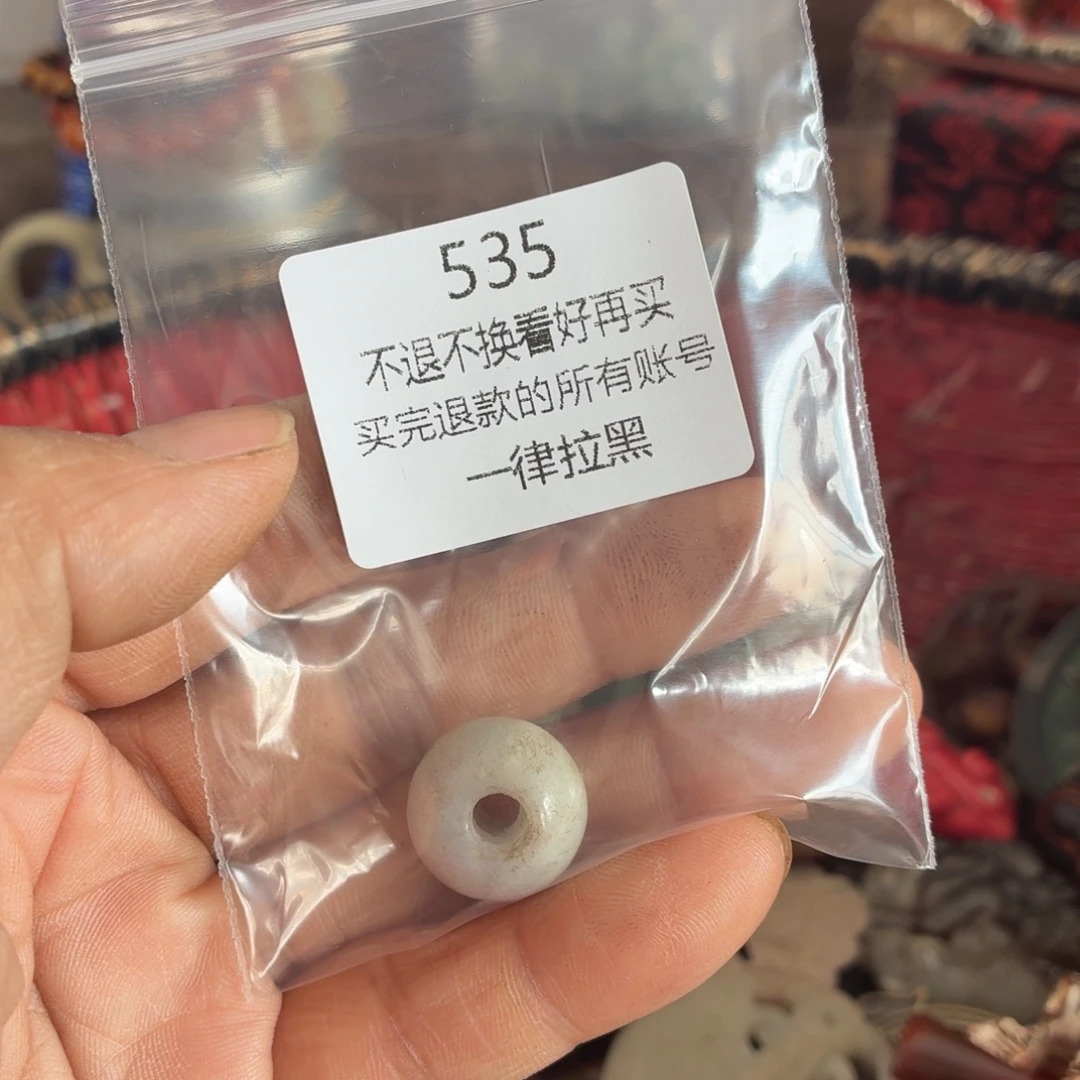 535
不退不换看好再买
买完退款的所有账号
一律拉黑